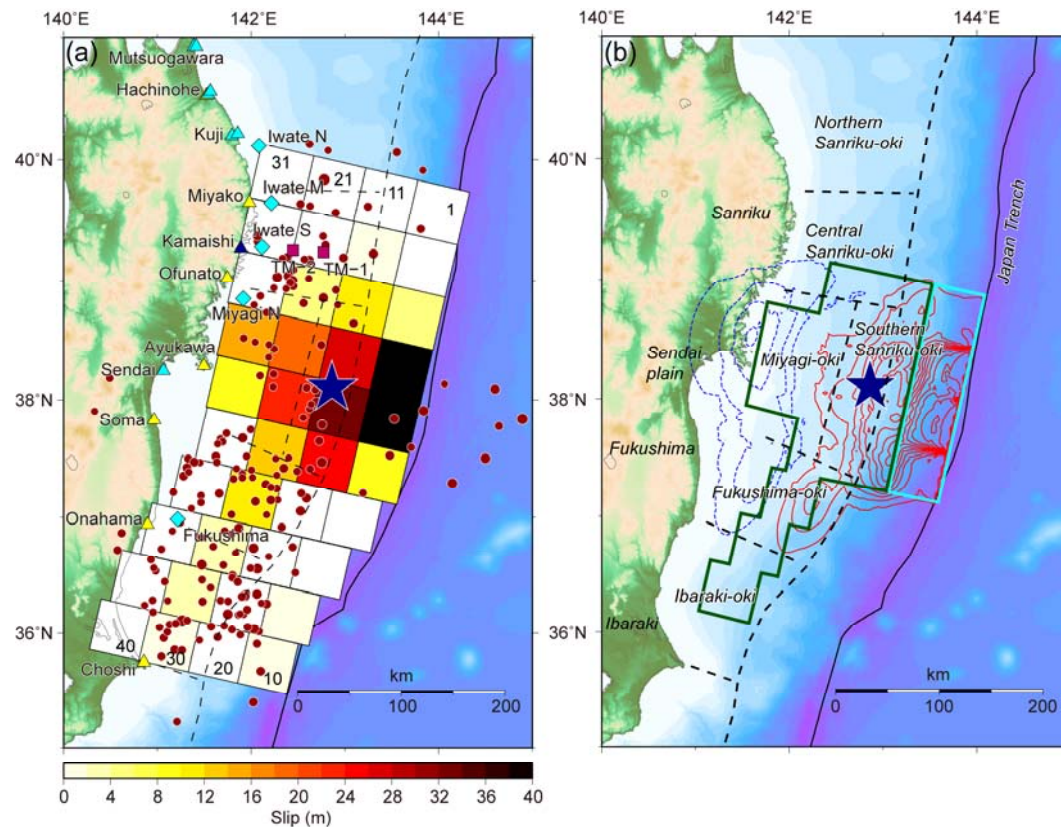 140°E
142°E
144°E
(a)
Mutsuogawara
Hachinohe
Kuji
Iwate N
40°N
31
21
11
1
Miyako
Iwate M
Kamaishi
Iwate S
TM-2
TM-1
Ofunato
Miyagi N
Ayukawa
Sendai
38°N
Soma
Onahama
Fukushima
36°N
40
30
20
10
Choshi
km
0
100
200
0 4 8 12 16 20 24 28 32 36 40
Slip (m)
140°E
142°E
144°E
(b)
Northern
Sanriku-oki
40°N
Sanriku
Central
Sanriku-oki
Japan Trench
Southern
Sanriku-oki
Miyagi-oki
Sendai
plain
38°N
Fukushima
Fukushima-oki
Ibaraki-oki
36°N
Ibaraki
km
0
100
200